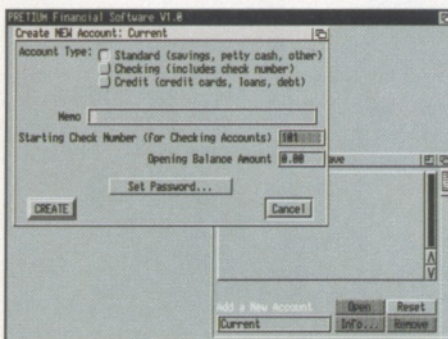 PRETIUM Financial Software V1.0
Create NEW Account: Current
Account Type: Standard (savings, petty cash, other)
Checking (includes check number)
Credit (credit cards, loans, debt)
Memo
Starting Check Number (for Checking Accounts) 101
Opening Balance Amount 0.00
ave
Set Password...
CREATE Cancel
Add a New Account Open Reset
Current Info... Remove